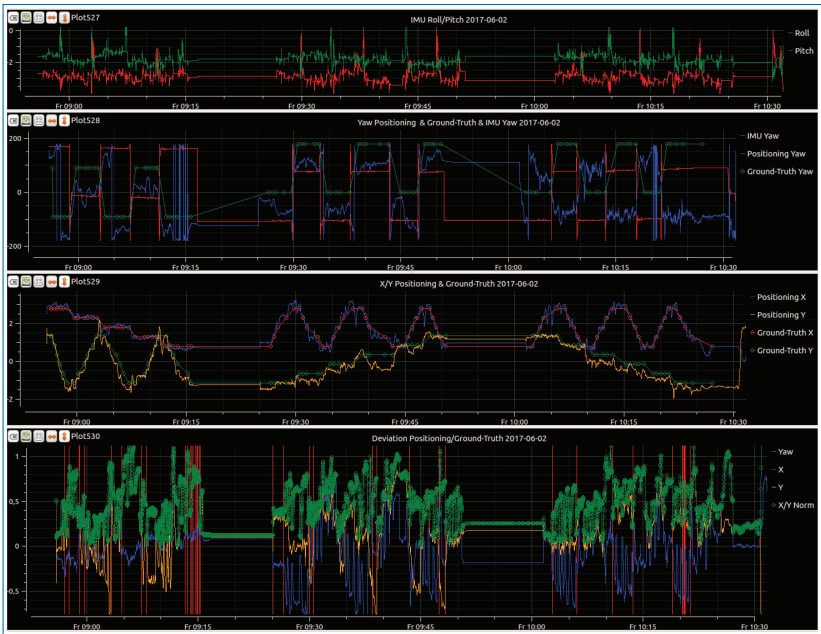 Plot527
IMU Roll/Pitch 2017-06-02
Roll
Pitch
0
-2
Fr 09:00 Fr 09:15 Fr 09:30 Fr 09:45 Fr 10:00 Fr 10:15 Fr 10:30
Plot528
Yaw Positioning & Ground-Truth & IMU Yaw 2017-06-02
IMU Yaw
Positioning Yaw
Ground-Truth Yaw
200
0
-200
Fr 09:00 Fr 09:15 Fr 09:30 Fr 09:45 Fr 10:00 Fr 10:15 Fr 10:30
Plot529
X/Y Positioning & Ground-Truth 2017-06-02
Positioning X
Positioning Y
Ground-Truth X
Ground-Truth Y
2
0
-2
Fr 09:00 Fr 09:15 Fr 09:30 Fr 09:45 Fr 10:00 Fr 10:15 Fr 10:30
Plot530
Deviation Positioning/Ground-Truth 2017-06-02
Yaw
X
Y
X/Y Norm
1
0,5
0
-0,5
Fr 09:00 Fr 09:15 Fr 09:30 Fr 09:45 Fr 10:00 Fr 10:15 Fr 10:30